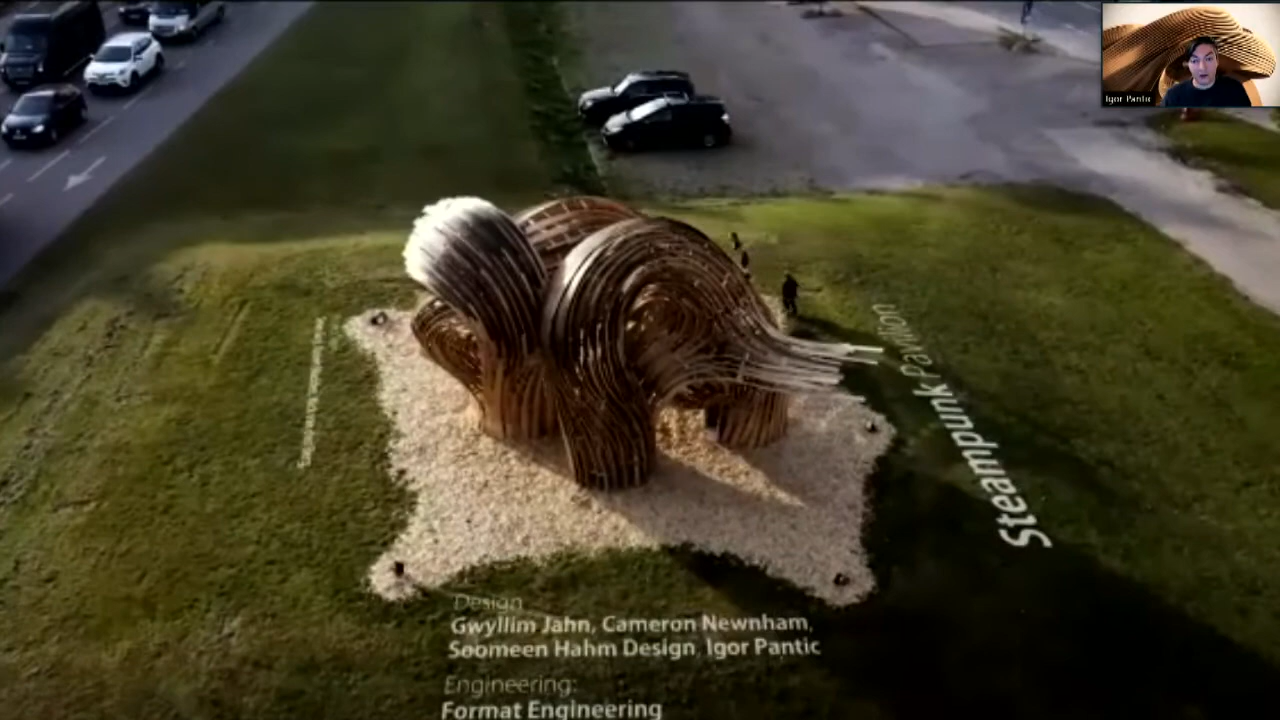 Igor Pantic
Steampunk Pavilion
Design
Gwyllim Jahn, Cameron Newnham,
Soomeen Hahm Design, Igor Pantic
Engineering:
Format Engineering